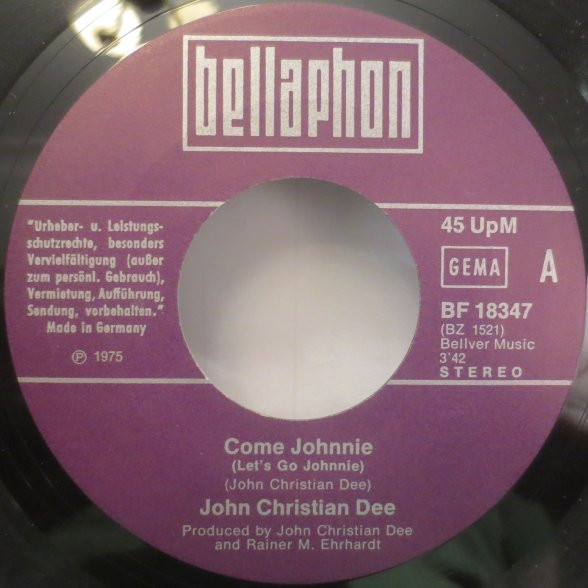 bellaphon
"Urheber- u. Leistungs-
schutzrechte, besonders
Vervielfältigung (außer
zum persönl. Gebrauch),
Vermietung, Aufführung,
Sendung, vorbehalten."
Made in Germany
℗ 1975
45 UpM
GEMA
A
BF 18347
(BZ 1521)
Bellver Music
3'42
STEREO
Come Johnnie
(Let's Go Johnnie)
(John Christian Dee)
John Christian Dee
Produced by John Christian Dee
and Rainer M. Ehrhardt